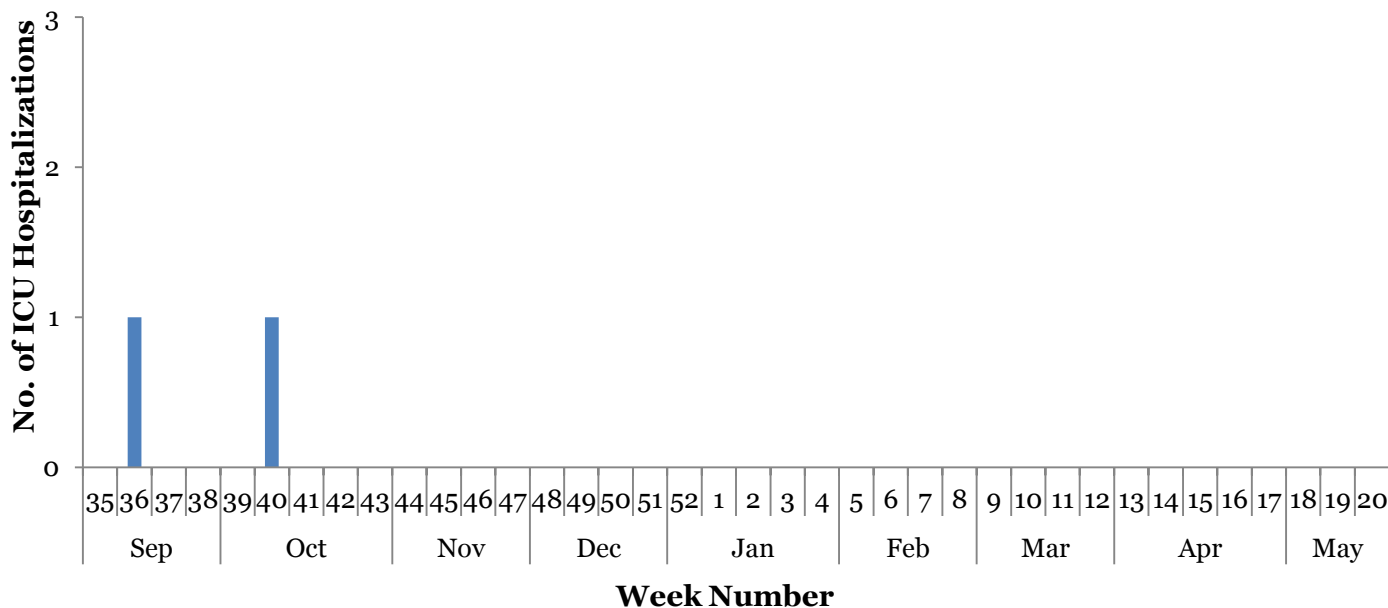 No. of ICU Hospitalizations
3
2
1
0
35 36 37 38 39 40 41 42 43 44 45 46 47 48 49 50 51 52 1 2 3 4 5 6 7 8 9 10 11 12 13 14 15 16 17 18 19 20
Sep Oct Nov Dec Jan Feb Mar Apr May
Week Number